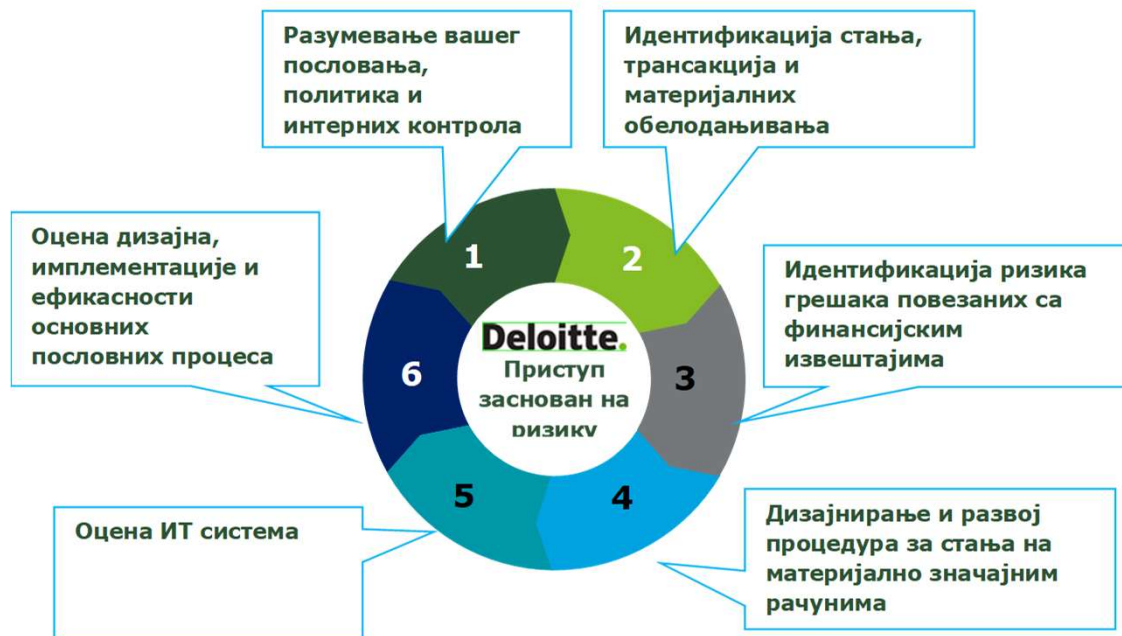 Разумевање вашег
пословања,
политика и
интерних контрола
Идентификација стања,
трансакција и
материјалних
обелодањивања
Оцена дизајна,
имплементације и
ефикасности
основних
пословних процеса
Идентификација ризика
грешака повезаних са
финансијским
извештајима
1
2
3
4
5
6
Deloitte.
Приступ
заснован на
ризику
Оцена ИТ система
Дизајнирање и развој
процедура за стања на
материјално значајним
рачунима